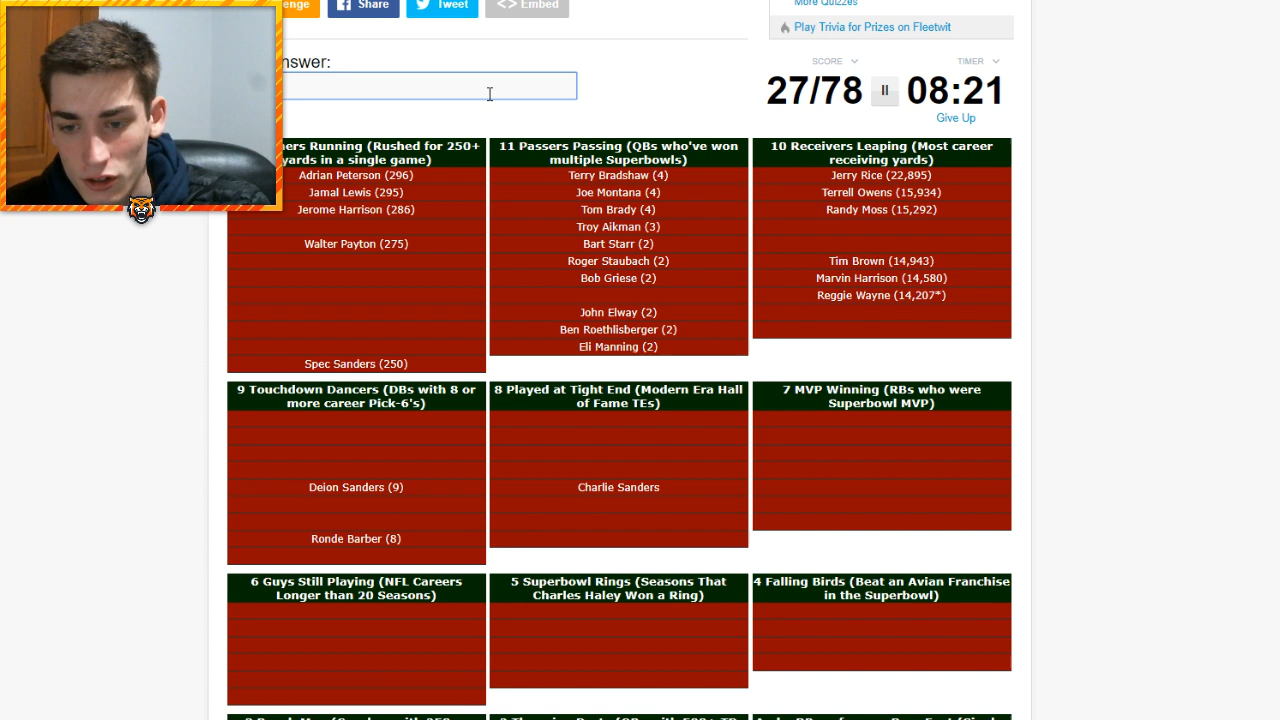 More Quizzes
enge
Share
Tweet
<> Embed
Play Trivia for Prizes on Fleetwit
nswer:
SCORE
TIMER
27/78
08:21
Give Up
ners Running (Rushed for 250+
yards in a single game)
Adrian Peterson (296)
Jamal Lewis (295)
Jerome Harrison (286)
Walter Payton (275)
Spec Sanders (250)
11 Passers Passing (QBs who've won
multiple Superbowls)
Terry Bradshaw (4)
Joe Montana (4)
Tom Brady (4)
Troy Aikman (3)
Bart Starr (2)
Roger Staubach (2)
Bob Griese (2)
John Elway (2)
Ben Roethlisberger (2)
Eli Manning (2)
10 Receivers Leaping (Most career
receiving yards)
Jerry Rice (22,895)
Terrell Owens (15,934)
Randy Moss (15,292)
Tim Brown (14,943)
Marvin Harrison (14,580)
Reggie Wayne (14,207*)
9 Touchdown Dancers (DBs with 8 or
more career Pick-6's)
Deion Sanders (9)
Ronde Barber (8)
8 Played at Tight End (Modern Era Hall
of Fame TEs)
Charlie Sanders
7 MVP Winning (RBs who were
Superbowl MVP)
6 Guys Still Playing (NFL Careers
Longer than 20 Seasons)
5 Superbowl Rings (Seasons That
Charles Haley Won a Ring)
4 Falling Birds (Beat an Avian Franchise
in the Superbowl)